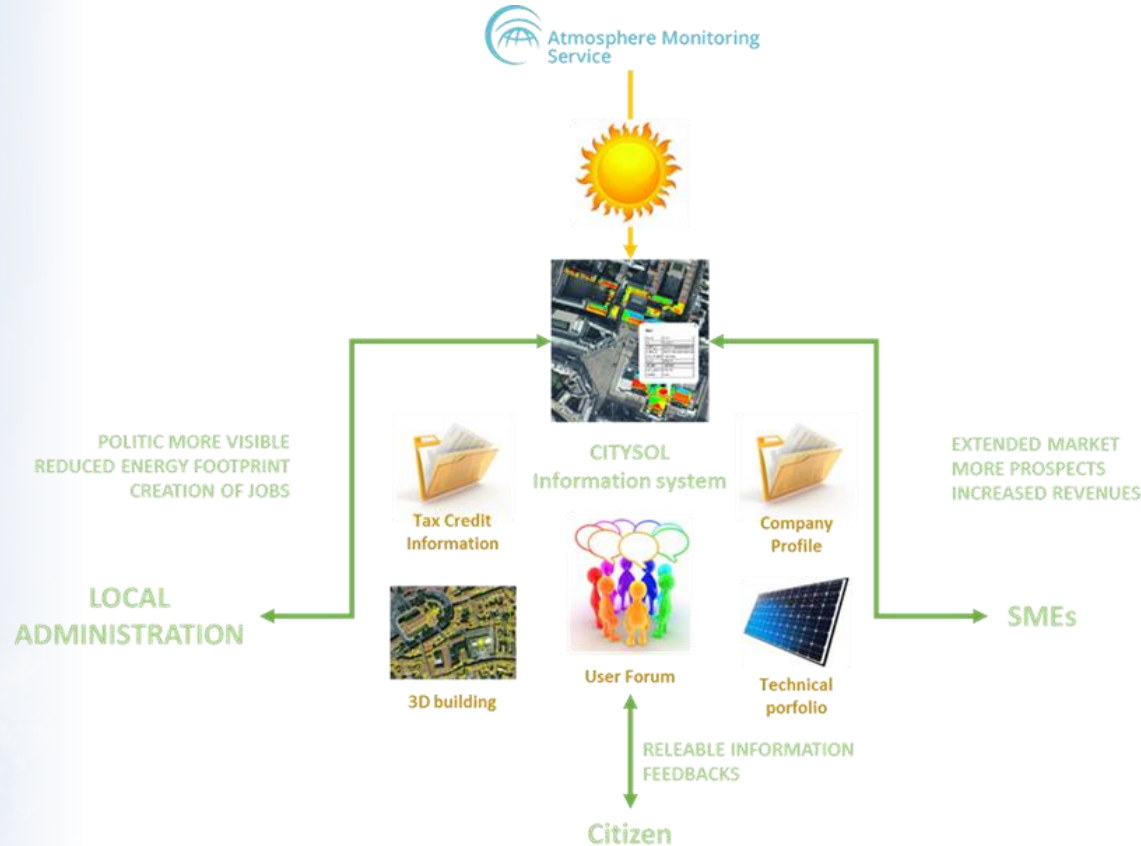 Atmosphere Monitoring
Service
POLITIC MORE VISIBLE
REDUCED ENERGY FOOTPRINT
CREATION OF JOBS
CITYSOL
Information system
EXTENDED MARKET
MORE PROSPECTS
INCREASED REVENUES
Tax Credit
Information
Company
Profile
LOCAL
ADMINISTRATION
SMEs
3D building
User Forum
Technical
porfolio
RELEABLE INFORMATION
FEEDBACKS
Citizen